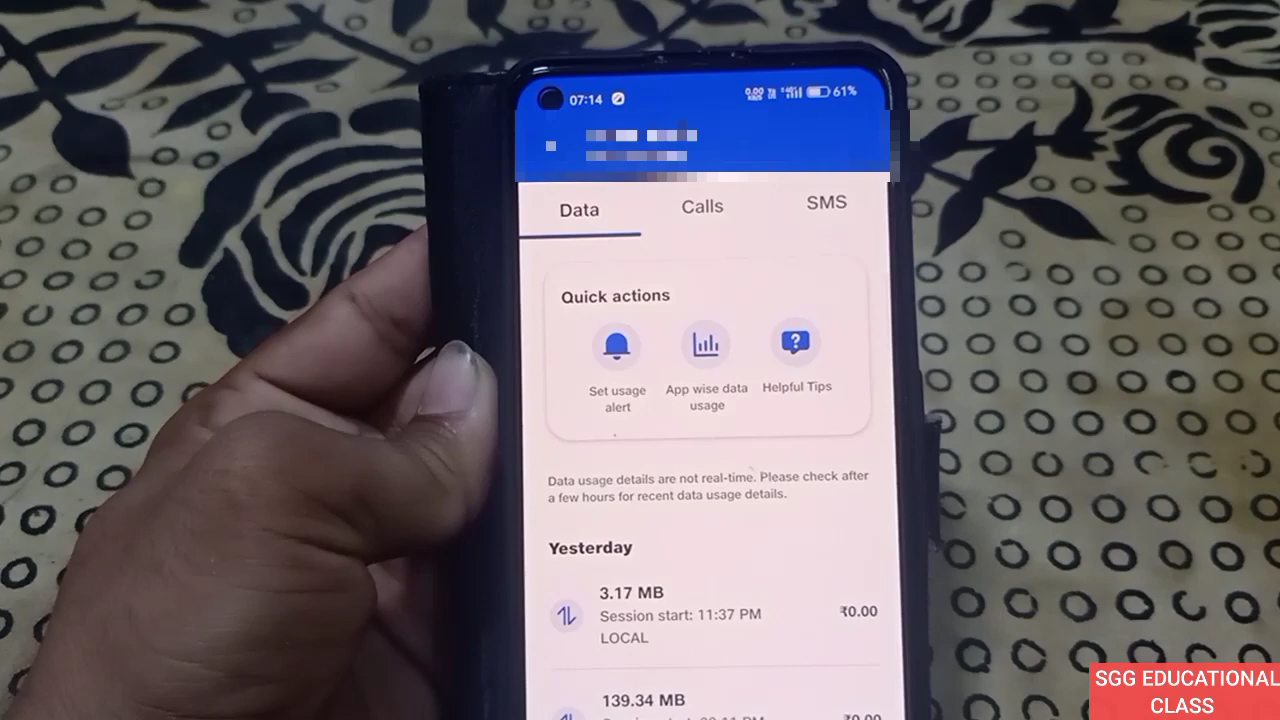 07:14
61%
Data
Calls
SMS
Quick actions
Set usage
alert
App wise data
usage
Helpful Tips
Data usage details are not real-time. Please check after
a few hours for recent data usage details.
Yesterday
3.17 MB
Session start: 11:37 PM
LOCAL
₹0.00
139.34 MB
₹0.00
SGG EDUCATIONAL
CLASS